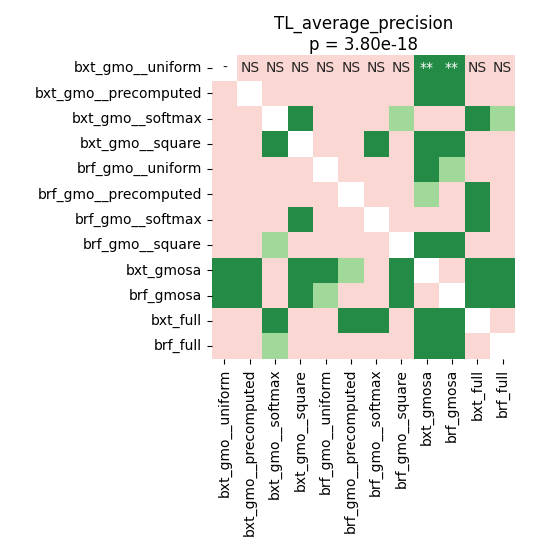 TL_average_precision
p = 3.80e-18
bxt_gmo__uniform - NS NS NS NS NS NS NS ** ** NS NS
bxt_gmo__precomputed
bxt_gmo__softmax
bxt_gmo__square
brf_gmo__uniform
brf_gmo__precomputed
brf_gmo__softmax
brf_gmo__square
bxt_gmosa
brf_gmosa
bxt_full
brf_full
bxt_gmo__uniform
bxt_gmo__precomputed
bxt_gmo__softmax
bxt_gmo__square
brf_gmo__uniform
brf_gmo__precomputed
brf_gmo__softmax
brf_gmo__square
bxt_gmosa
brf_gmosa
bxt_full
brf_full